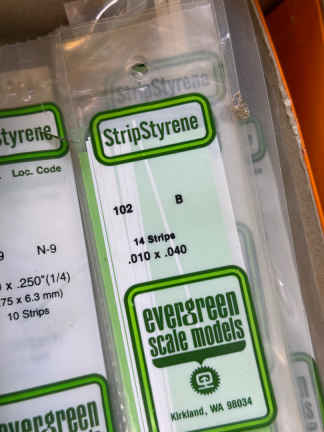 StripStyrene
StripStyrene
102 B
14 Strips
.010 x .040
evergreen
scale models
Kirkland, WA 98034
Styrene
Loc. Code
N-9
x .250"(1/4)
75 x 6.3 mm)
10 Strips
evergreen